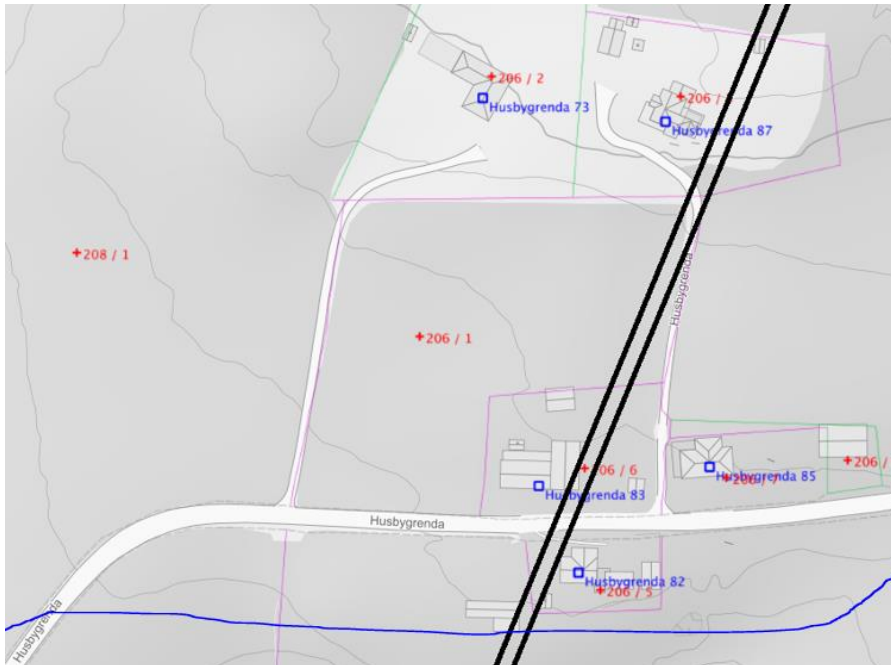 206 / 2
206 /
Husbygrenda 73
Husbygrenda 87
208 / 1
Husbygrenda
206 / 1
206 / 6
206 /
Husbygrenda 85
Husbygrenda 83
Husbygrenda
Husbygrenda 82
206 / 5
Husbygrenda